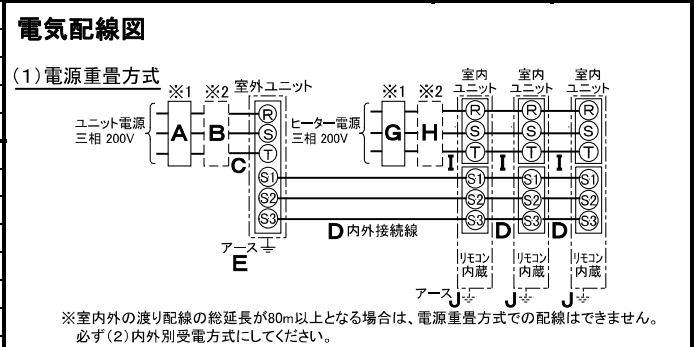 電気配線図
(1)電源重畳方式
※1 ※2 室外ユニット
ユニット電源
三相 200V
A B C
R
S
T
S1
S2
S3
アース
E
※1 ※2
ヒーター電源
三相 200V
G H
室内
ユニット
室内
ユニット
室内
ユニット
R R R
S S S
T T T
I I I
S1 S1 S1
S2 S2 S2
S3 S3 S3
D 内外接続線
D D
リモコン
内蔵
リモコン
内蔵
リモコン
内蔵
アース J J J
※室内外の渡り配線の総延長が80m以上となる場合は、電源重畳方式での配線はできません。
必ず(2)内外別受電方式にしてください。